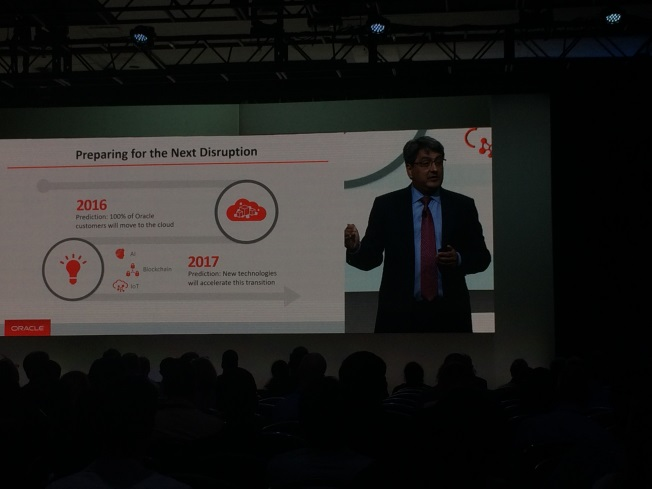 Preparing for the Next Disruption
2016
Prediction: 100% of Oracle
customers will move to the cloud
AI
Blockchain
IoT
2017
Prediction: New technologies
will accelerate this transition
ORACLE